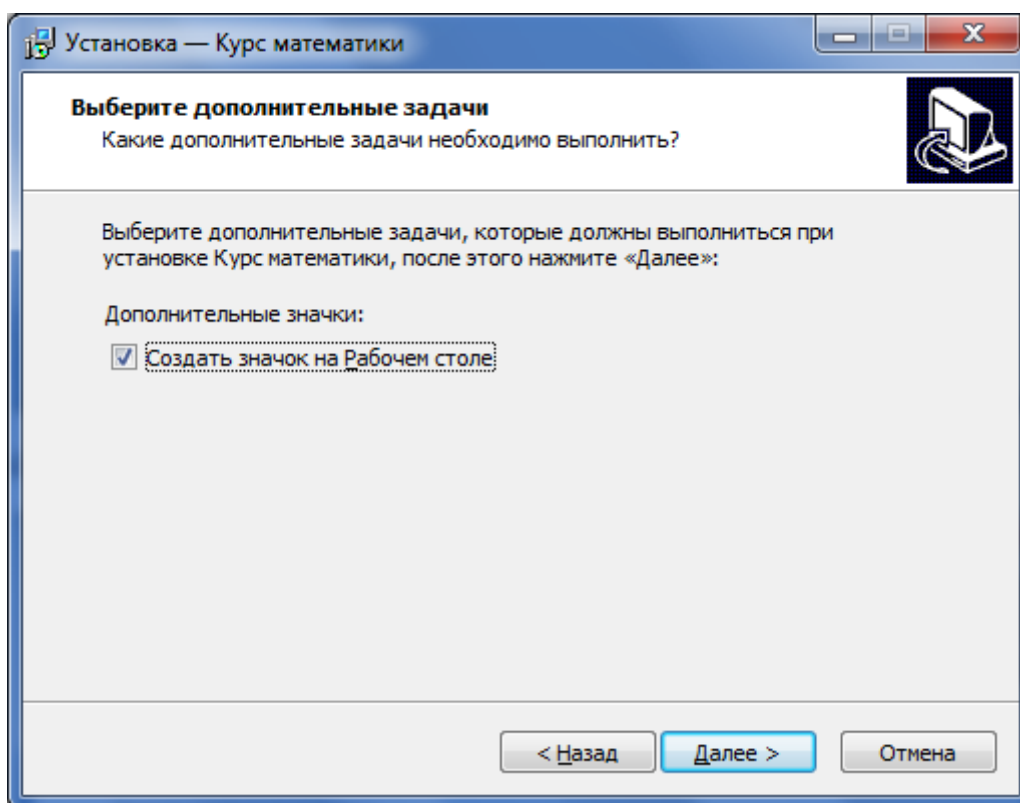 Установка — Курс математики
Выберите дополнительные задачи
Какие дополнительные задачи необходимо выполнить?
Выберите дополнительные задачи, которые должны выполниться при
установке Курс математики, после этого нажмите «Далее»:
Дополнительные значки:
Создать значок на Рабочем столе
< Назад Далее > Отмена